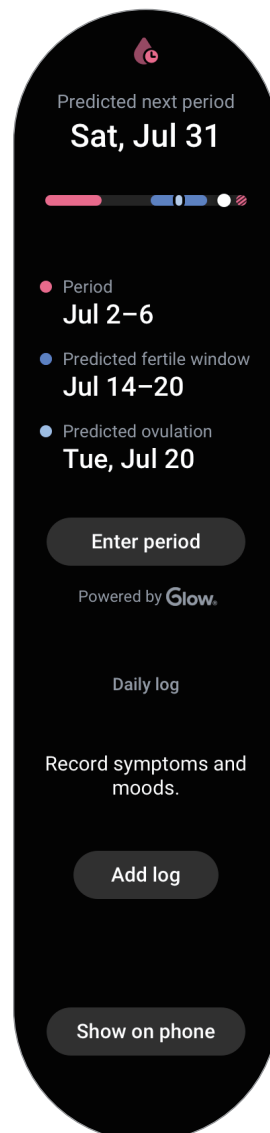 Predicted next period
Sat, Jul 31
Period
Jul 2–6
Predicted fertile window
Jul 14–20
Predicted ovulation
Tue, Jul 20
Enter period
Powered by Glow.
Daily log
Record symptoms and
moods.
Add log
Show on phone